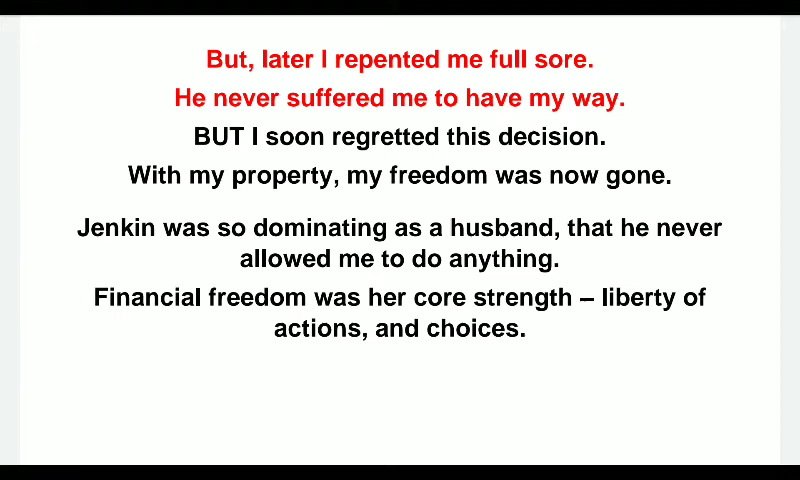 But, later I repented me full sore.
He never suffered me to have my way.
BUT I soon regretted this decision.
With my property, my freedom was now gone.
Jenkin was so dominating as a husband, that he never
allowed me to do anything.
Financial freedom was her core strength – liberty of
actions, and choices.